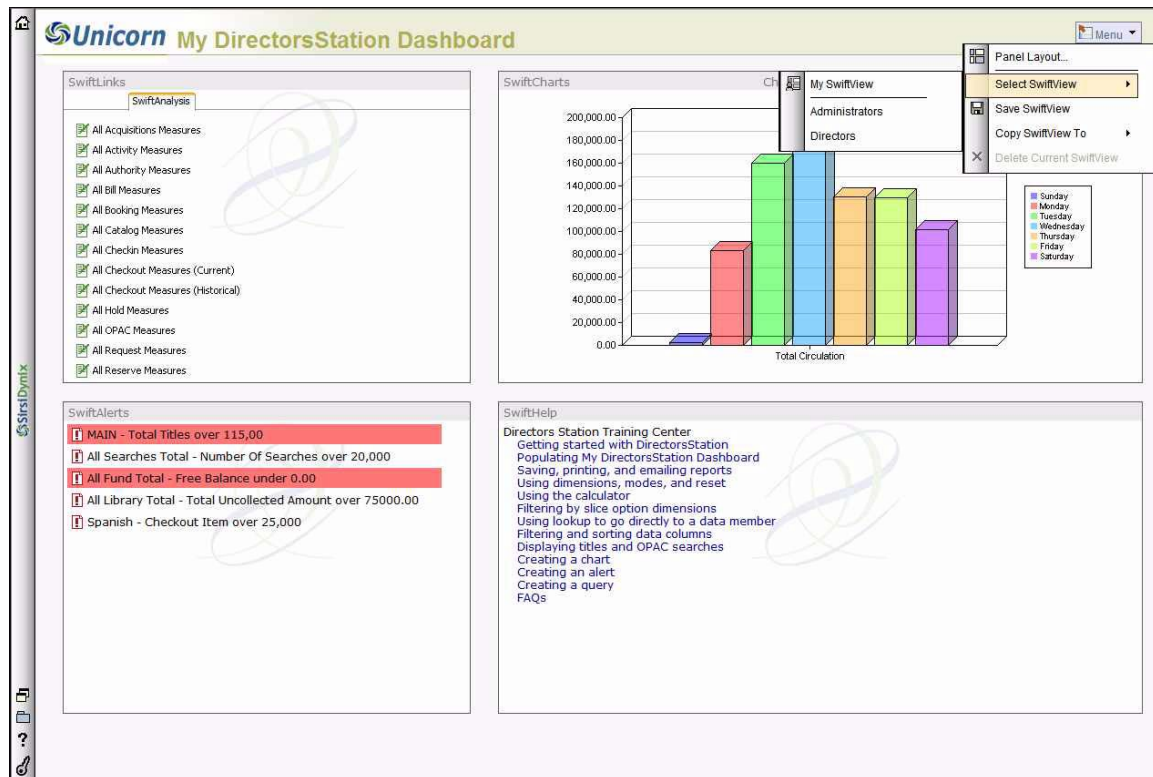 Unicorn My DirectorsStation Dashboard
Menu
Panel Layout...
Select SwiftView
Save SwiftView
Copy SwiftView To
Delete Current SwiftView
My SwiftView
Administrators
Directors
SwiftLinks
SwiftAnalysis
All Acquisitions Measures
All Activity Measures
All Authority Measures
All Bill Measures
All Booking Measures
All Catalog Measures
All Checkin Measures
All Checkout Measures (Current)
All Checkout Measures (Historical)
All Hold Measures
All OPAC Measures
All Request Measures
All Reserve Measures
SwiftCharts
200,000.00
180,000.00
160,000.00
140,000.00
120,000.00
100,000.00
80,000.00
60,000.00
40,000.00
20,000.00
0.00
Total Circulation
Sunday
Monday
Tuesday
Wednesday
Thursday
Friday
Saturday
SirsiDynix
SwiftAlerts
MAIN - Total Titles over 115,00
All Searches Total - Number Of Searches over 20,000
All Fund Total - Free Balance under 0.00
All Library Total - Total Uncollected Amount over 75000.00
Spanish - Checkout Item over 25,000
SwiftHelp
Directors Station Training Center
Getting started with DirectorsStation
Populating My DirectorsStation Dashboard
Saving, printing, and emailing reports
Using dimensions, modes, and reset
Using the calculator
Filtering by slice option dimensions
Using lookup to go directly to a data member
Filtering and sorting data columns
Displaying titles and OPAC searches
Creating a chart
Creating an alert
Creating a query
FAQs
?